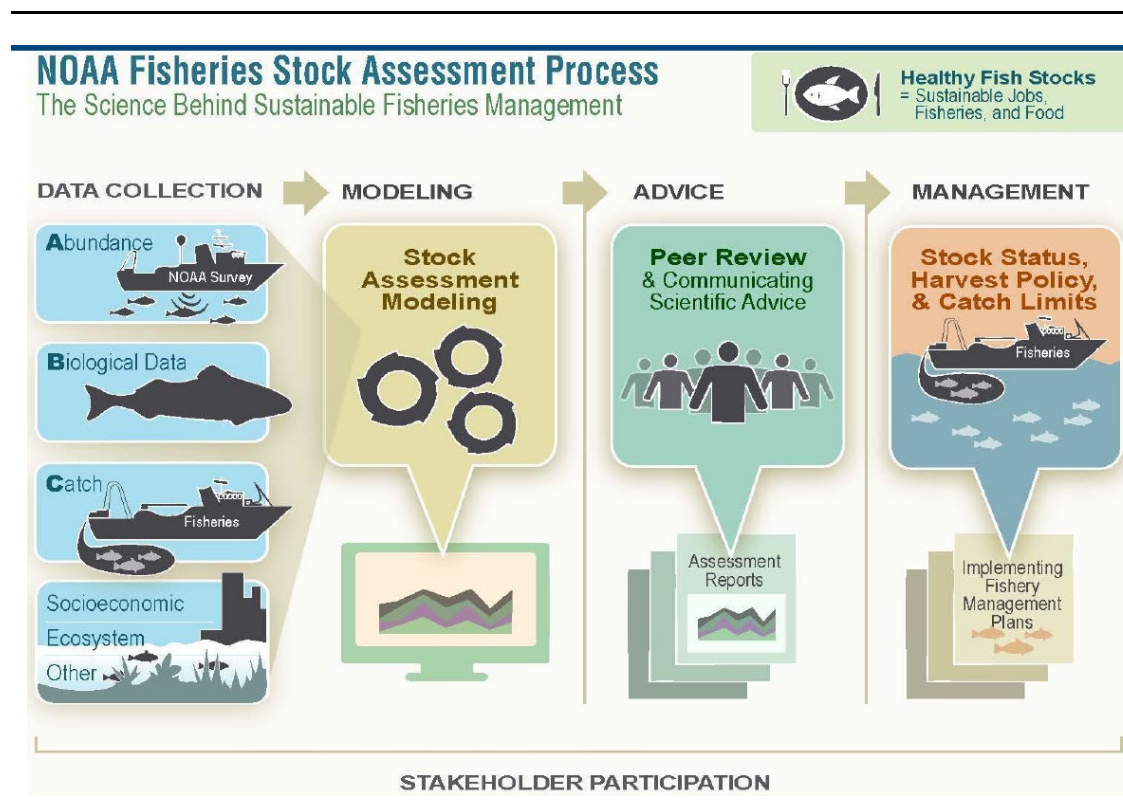 NOAA Fisheries Stock Assessment Process
The Science Behind Sustainable Fisheries Management
Healthy Fish Stocks
= Sustainable Jobs,
Fisheries, and Food
DATA COLLECTION
MODELING
ADVICE
MANAGEMENT
Abundance
NOAA Survey
Biological Data
Catch
Fisheries
Socioeconomic
Ecosystem
Other
Stock
Assessment
Modeling
Peer Review
& Communicating
Scientific Advice
Assessment
Reports
Stock Status,
Harvest Policy,
& Catch Limits
Fisheries
Implementing
Fishery
Management
Plans
STAKEHOLDER PARTICIPATION